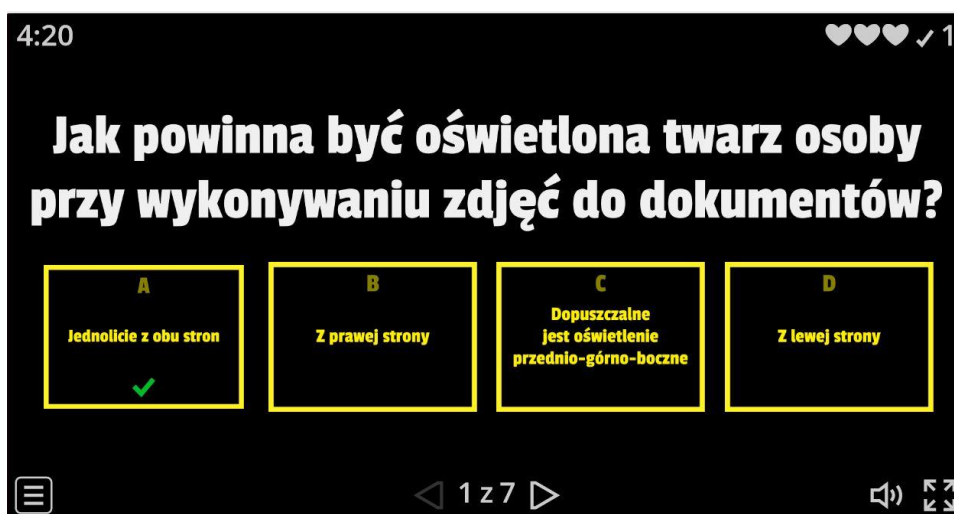 4:20
✓ 1
Jak powinna być oświetlona twarz osoby
przy wykonywaniu zdjęć do dokumentów?
A
Jednolicie z obu stron
B
Z prawej strony
C
Dopuszczalne
jest oświetlenie
przednio-górno-boczne
D
Z lewej strony
1 z 7